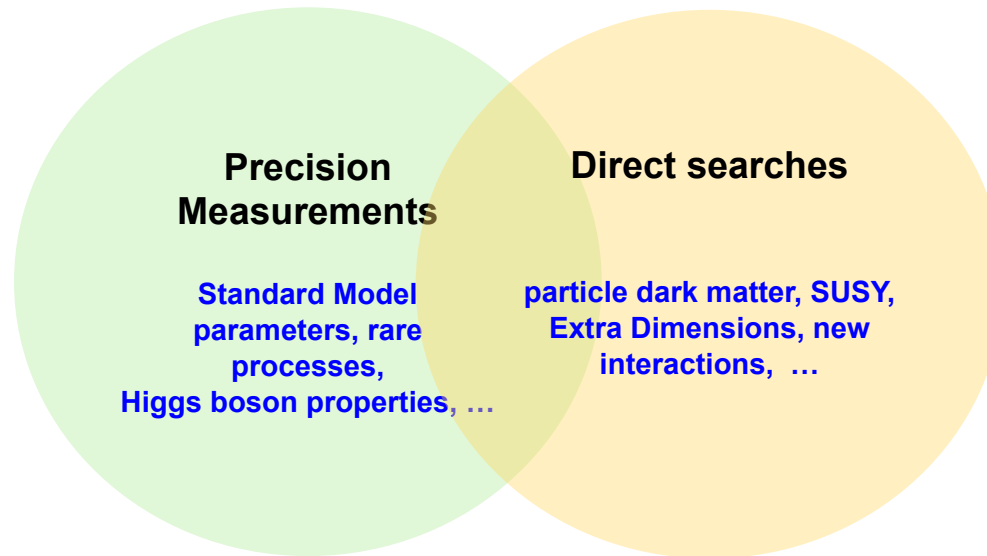 Precision
Measurements
Standard Model
parameters, rare
processes,
Higgs boson properties, …
Direct searches
particle dark matter, SUSY,
Extra Dimensions, new
interactions,  …